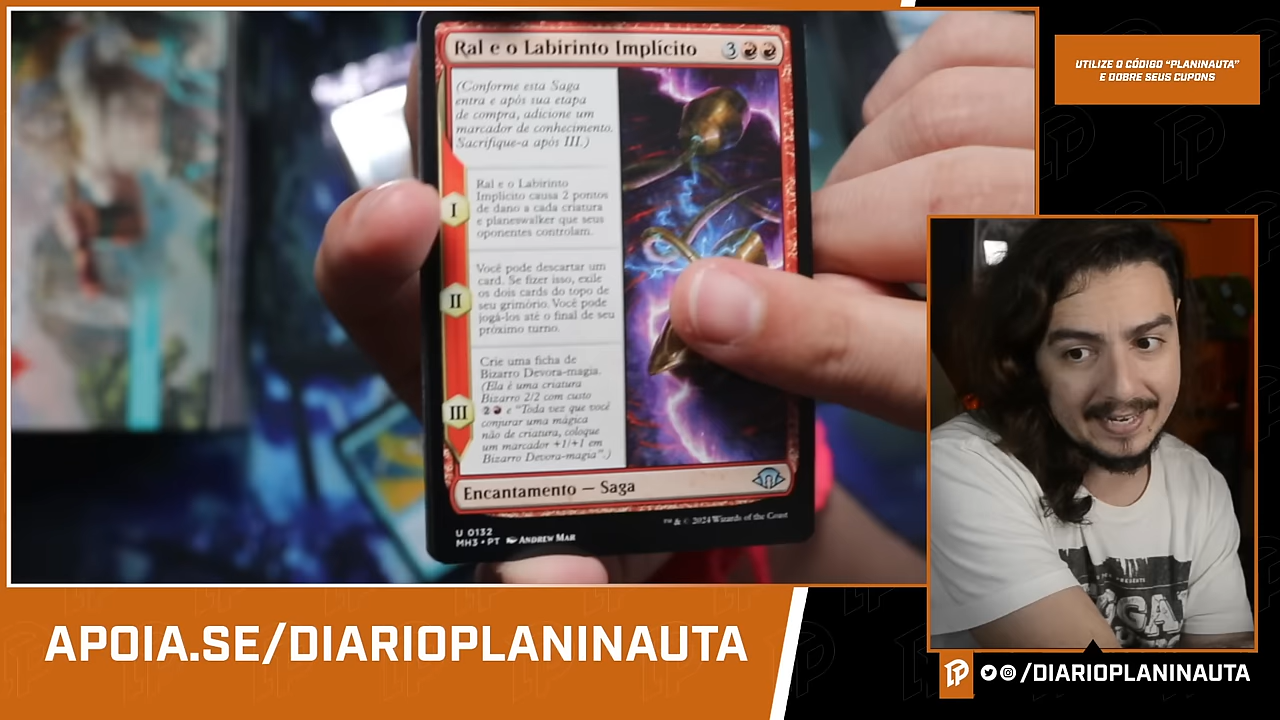 Ral e o Labirinto Implícito 3
(Conforme esta Saga
entra e após sua etapa
de compra, adicione um
marcador de conhecimento.
Sacrifique-a após III.)
I
Ral e o Labirinto
Implícito causa 2 pontos
de dano a cada criatura
e planeswalker que seus
oponentes controlam.
II
Você pode descartar um
card. Se fizer isso, exile
os dois cards do topo de
seu grimório. Você pode
jogá-los até o final de seu
próximo turno.
III
Crie uma ficha de
Bizarro Devora-magia.
(Ela é uma criatura
Bizarro 2/2 com custo
2 e “Toda vez que você
conjurar uma mágica
não de criatura, coloque
um marcador +1/+1 em
Bizarro Devora-magia”.)
Encantamento — Saga
U 0132
MH3 • PT ANDREW MAR
™ & © 2024 Wizards of the Coast
UTILIZE O CÓDIGO “PLANINAUTA”
E DOBRE SEUS CUPONS
APOIA.SE/DIARIOPLANINAUTA
/DIARIOPLANINAUTA